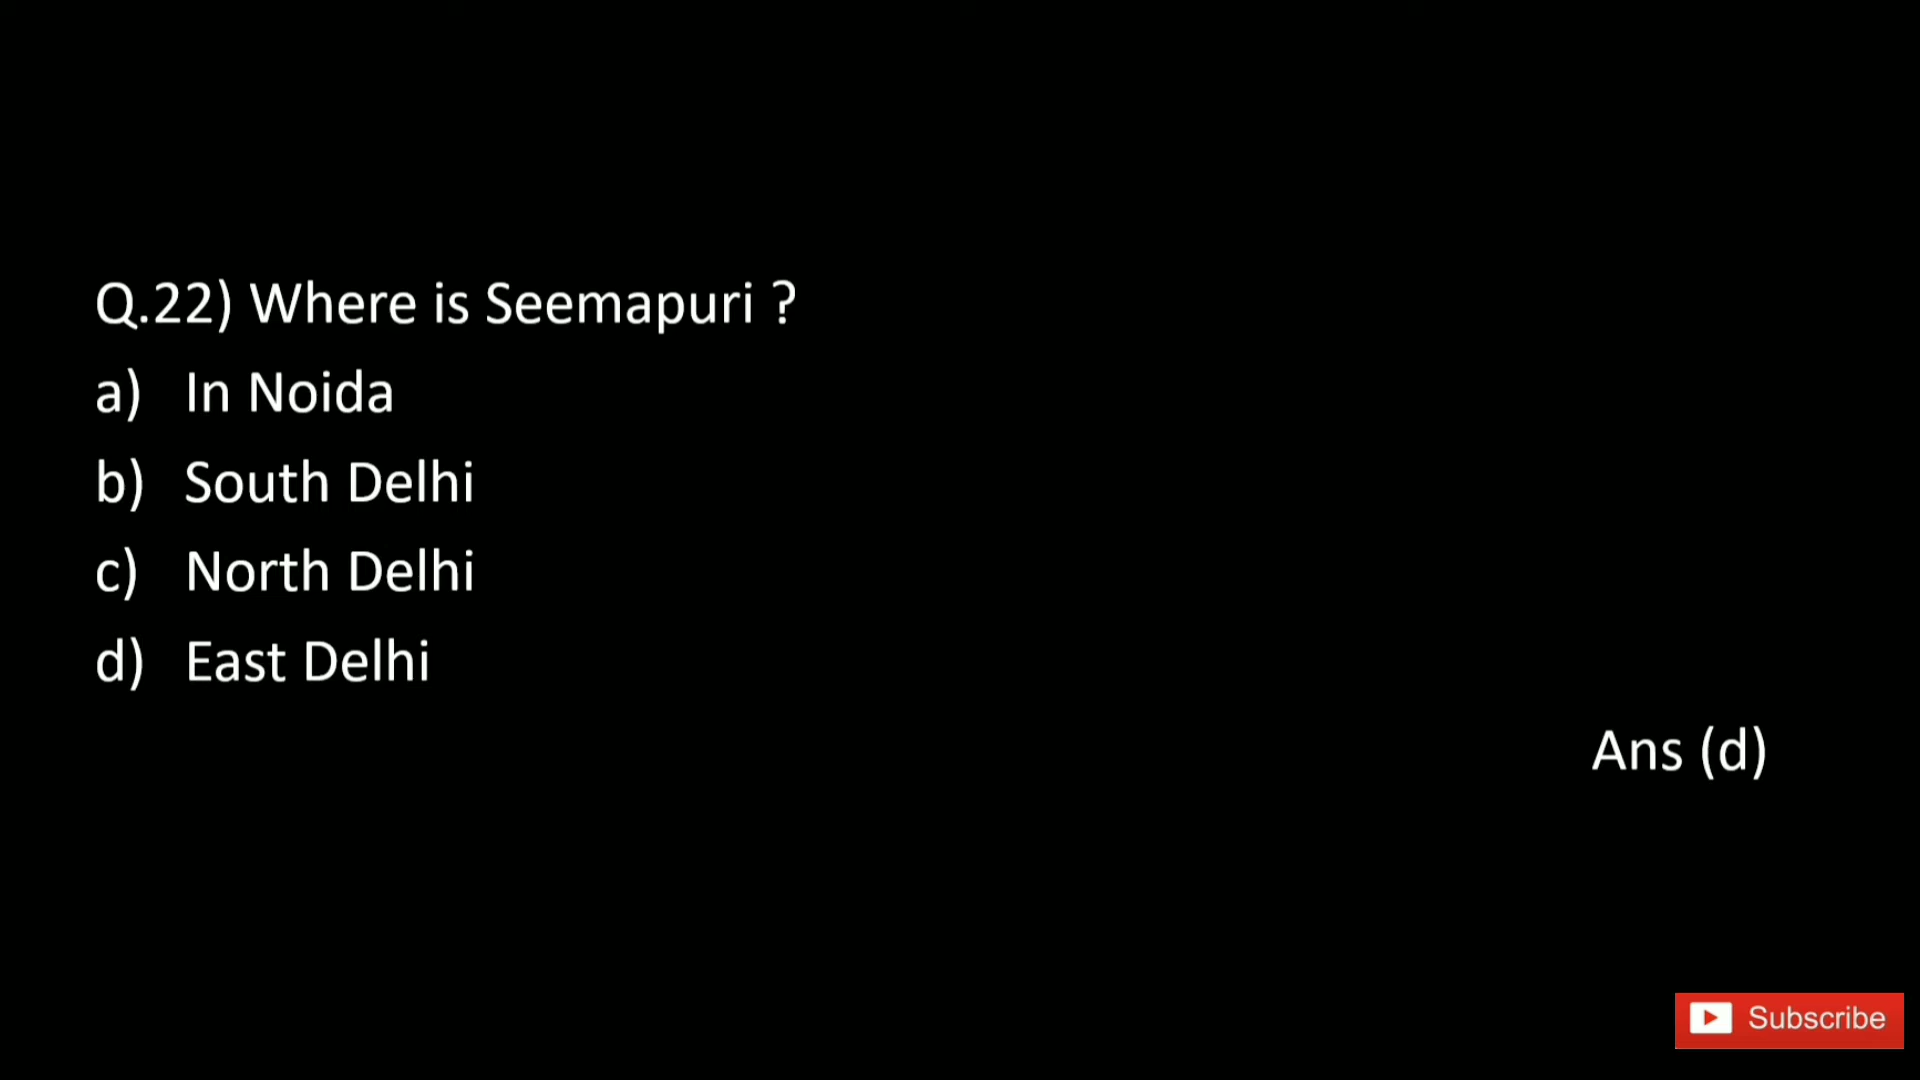 Q.22) Where is Seemapuri ?
a) In Noida
b) South Delhi
c) North Delhi
d) East Delhi
Ans (d)
Subscribe